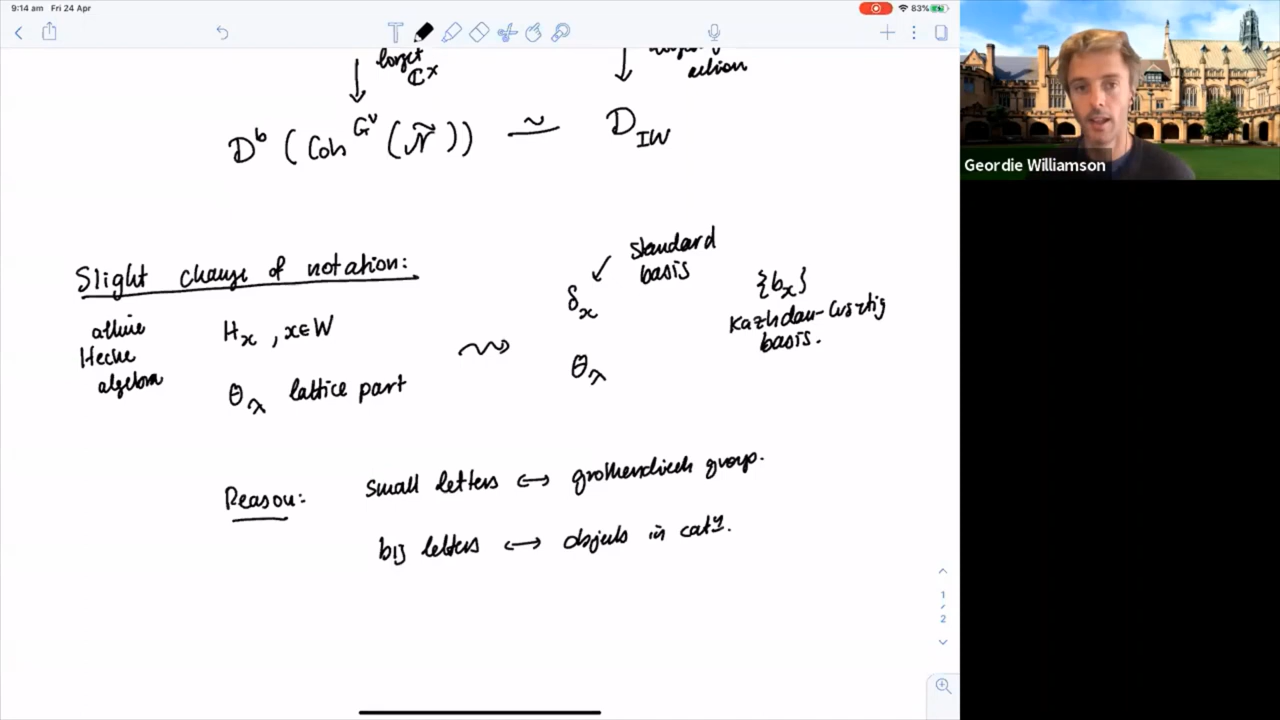 9:14 am Fri 24 Apr
83%
forget
ℂ^×
action
D^b (Coh^{G^∨} (Ñ)) ≃ D_{IW}
Slight change of notation:
affine
Hecke
algebra
H_x , x∈W
θ_λ lattice part
δ_x
standard
basis
θ_λ
{b_x}
Kazhdan-Lusztig
basis.
Reason:
small letters ↔ grothendieck group.
big letters ↔ objects in cat^y.
1
/
2
Geordie Williamson